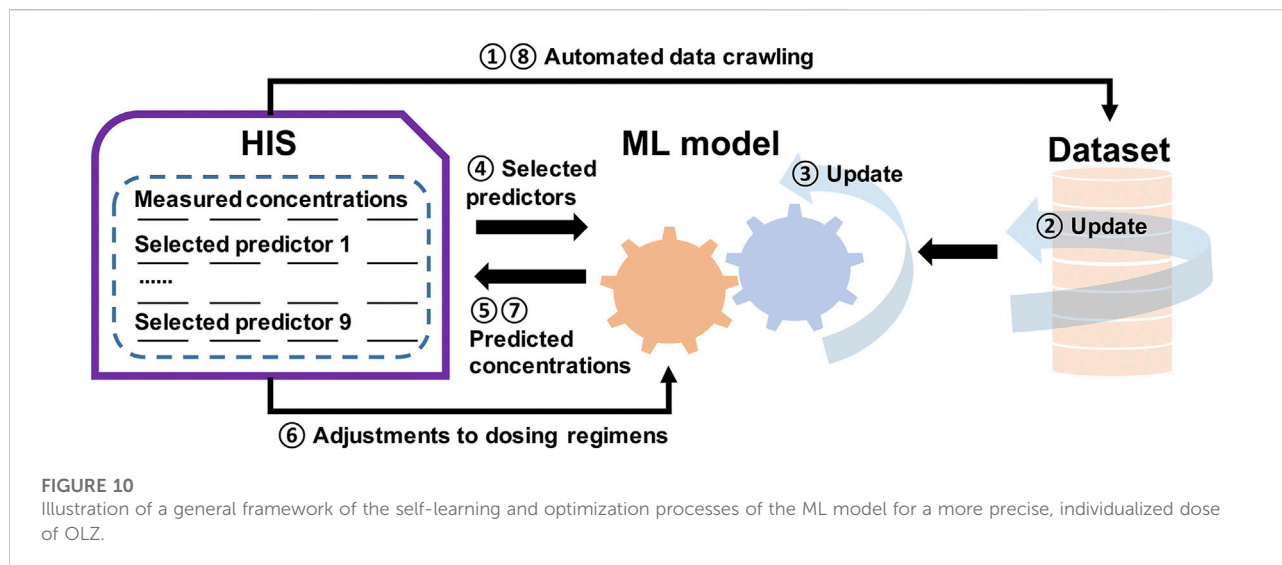 ①⑧ Automated data crawling
HIS
Measured concentrations
Selected predictor 1
......
Selected predictor 9
④ Selected
predictors
⑤⑦
Predicted
concentrations
ML model
③ Update
Dataset
② Update
⑥ Adjustments to dosing regimens
FIGURE 10
Illustration of a general framework of the self-learning and optimization processes of the ML model for a more precise, individualized dose
of OLZ.